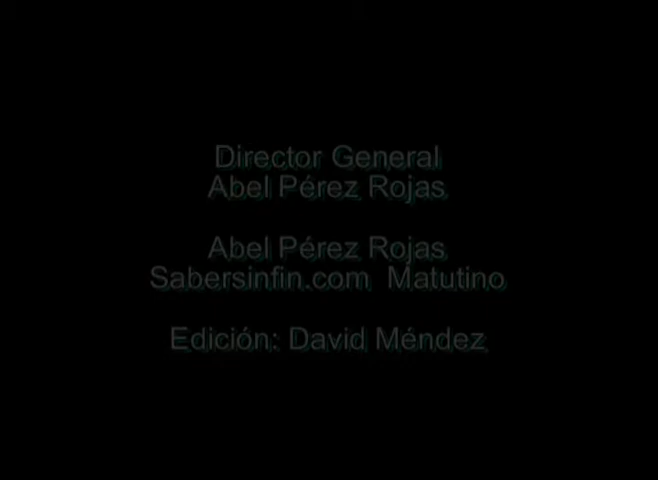 Director General
Abel Pérez Rojas
Abel Pérez Rojas
Sabersinfin.com Matutino
Edición: David Méndez